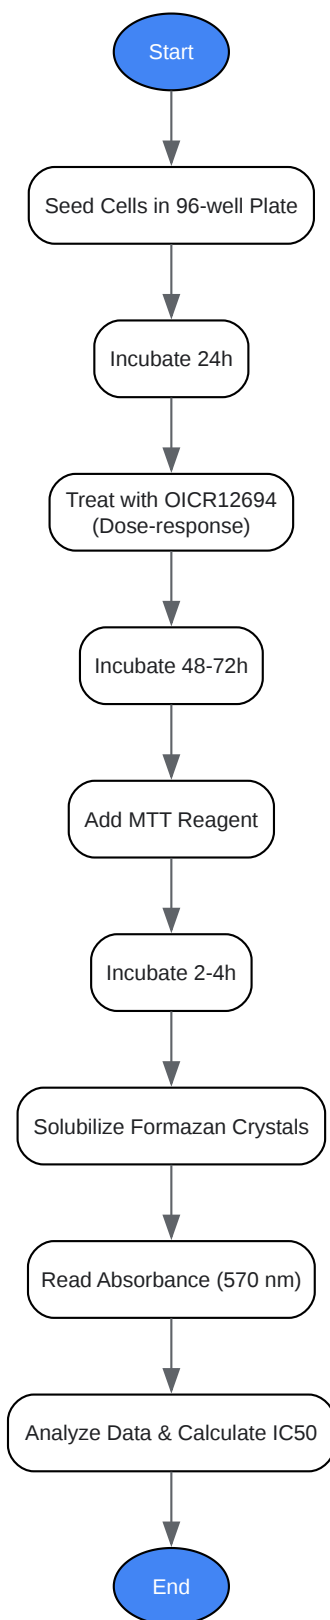 Start
Seed Cells in 96-well Plate
Incubate 24h
Treat with OICR12694
(Dose-response)
Incubate 48-72h
Add MTT Reagent
Incubate 2-4h
Solubilize Formazan Crystals
Read Absorbance (570 nm)
Analyze Data & Calculate IC50
End